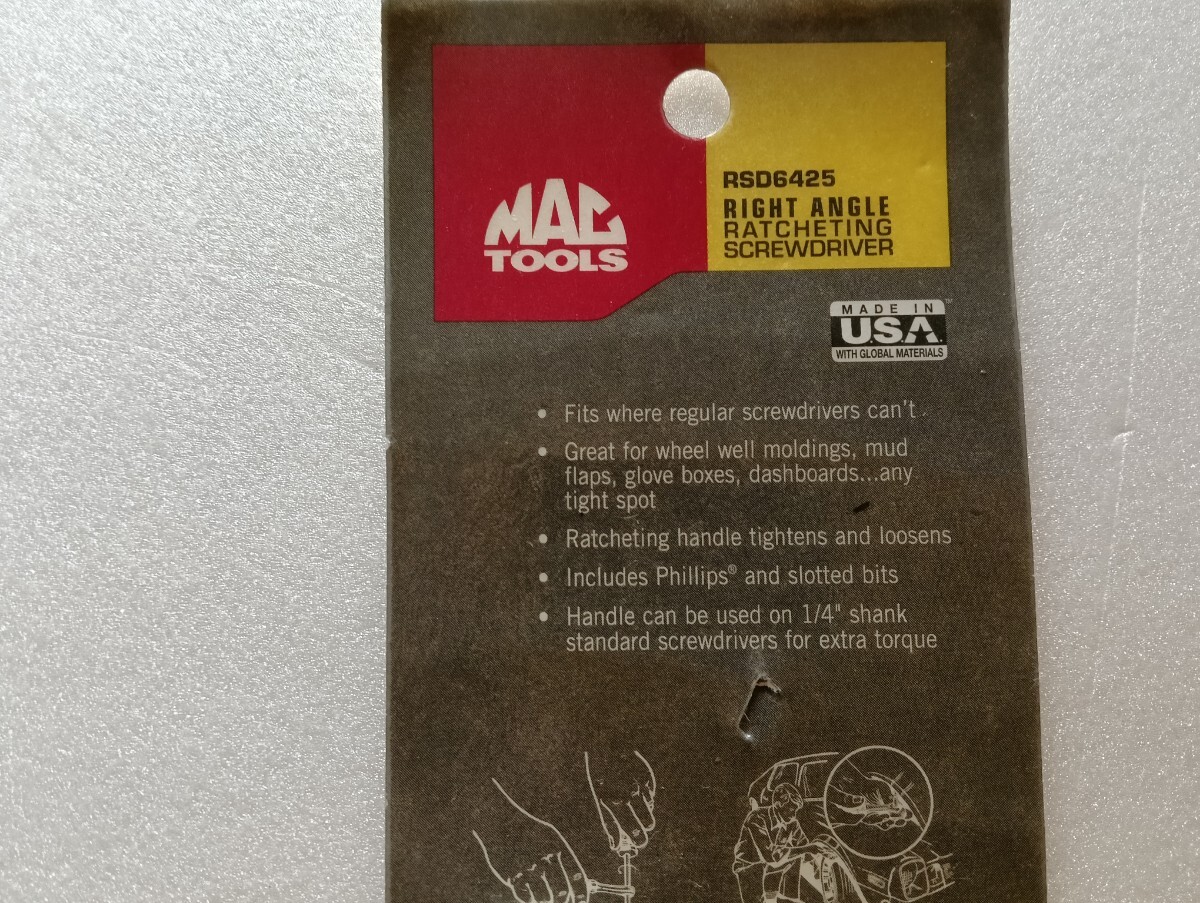 MAC
TOOLS
RSD6425
RIGHT ANGLE
RATCHETING
SCREWDRIVER
MADE IN
U.S.A.
WITH GLOBAL MATERIALS
™
• Fits where regular screwdrivers can't
• Great for wheel well moldings, mud
flaps, glove boxes, dashboards...any
tight spot
• Ratcheting handle tightens and loosens
• Includes Phillips® and slotted bits
• Handle can be used on 1/4" shank
standard screwdrivers for extra torque